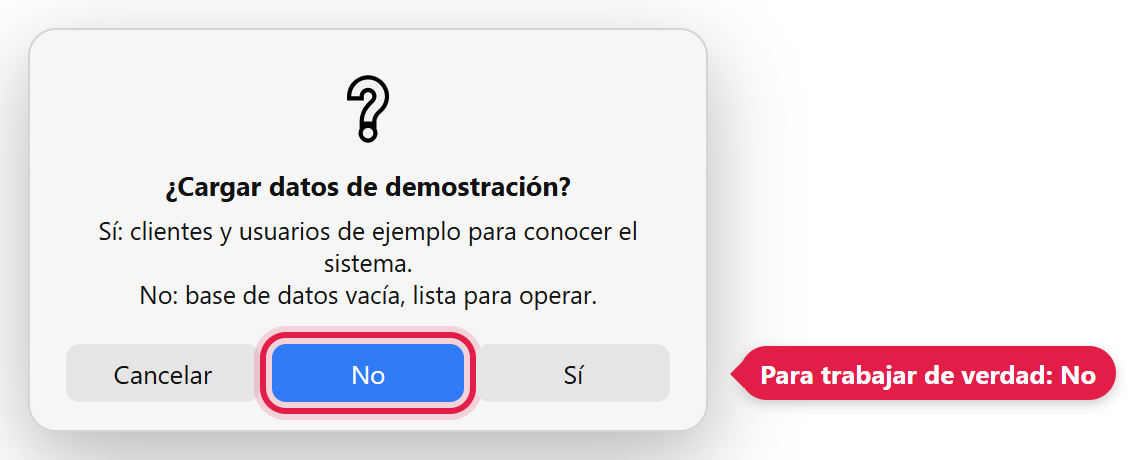 ¿Cargar datos de demostración?
Sí: clientes y usuarios de ejemplo para conocer el
sistema.
No: base de datos vacía, lista para operar.
Cancelar
No
Sí
Para trabajar de verdad: No